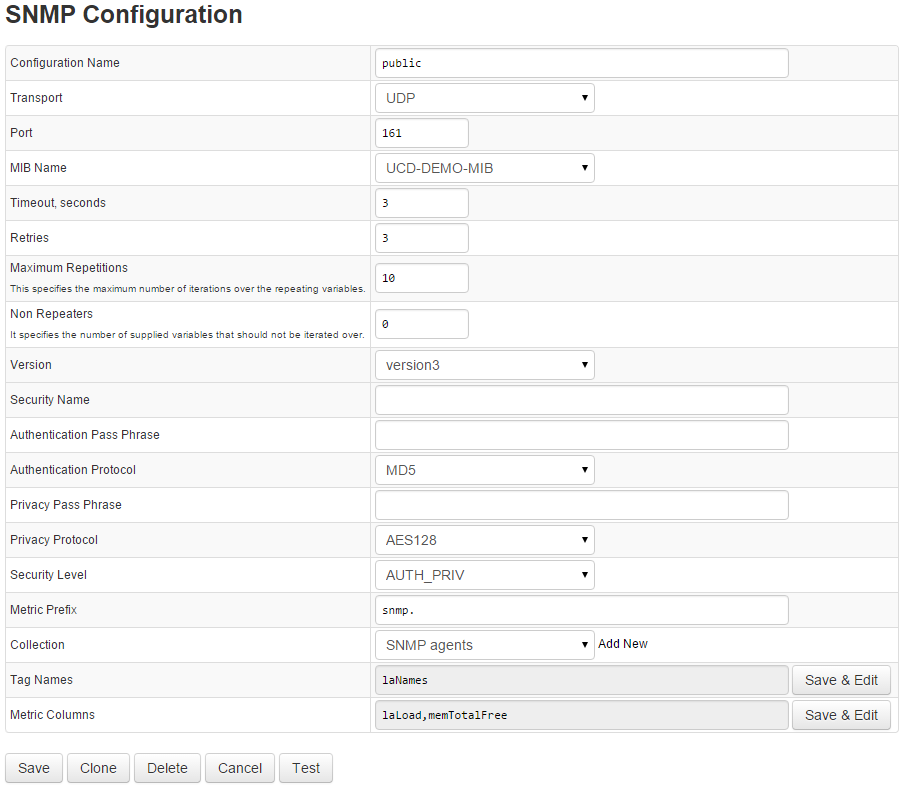 SNMP Configuration
Configuration Name public
Transport UDP
Port 161
MIB Name UCD-DEMO-MIB
Timeout, seconds 3
Retries 3
Maximum Repetitions
This specifies the maximum number of iterations over the repeating variables. 10
Non Repeaters
It specifies the number of supplied variables that should not be iterated over. 0
Version version3
Security Name
Authentication Pass Phrase
Authentication Protocol MD5
Privacy Pass Phrase
Privacy Protocol AES128
Security Level AUTH_PRIV
Metric Prefix snmp.
Collection SNMP agents Add New
Tag Names laNames Save & Edit
Metric Columns laLoad,memTotalFree Save & Edit
Save Clone Delete Cancel Test